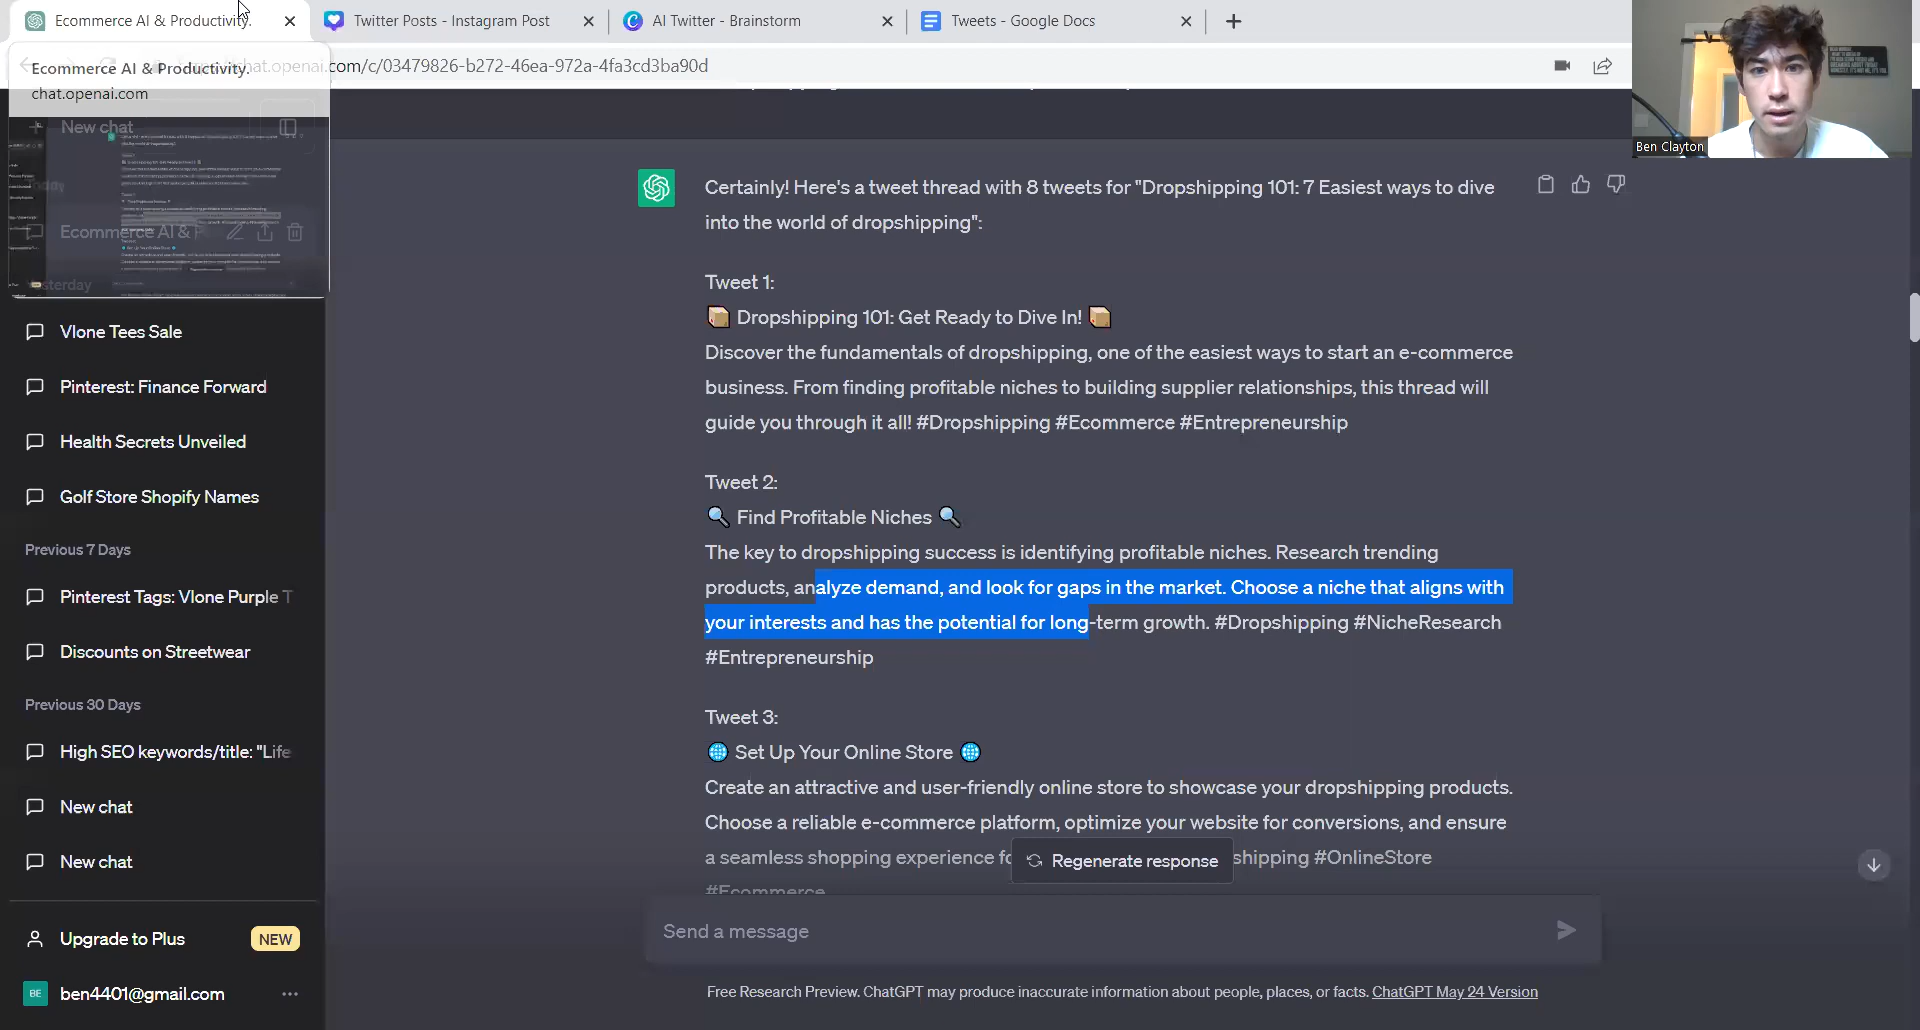 Ecommerce AI & Productivity.
Twitter Posts - Instagram Post
AI Twitter - Brainstorm
Tweets - Google Docs
chat.openai.com/c/03479826-b272-46ea-972a-4fa3cd3ba90d
Ecommerce AI & Productivity.
chat.openai.com
New chat
Today
Ecommerce AI & P
Yesterday
Vlone Tees Sale
Pinterest: Finance Forward
Health Secrets Unveiled
Golf Store Shopify Names
Previous 7 Days
Pinterest Tags: Vlone Purple T
Discounts on Streetwear
Previous 30 Days
High SEO keywords/title: "Life
New chat
New chat
Upgrade to Plus
NEW
BE
ben4401@gmail.com
Certainly! Here's a tweet thread with 8 tweets for "Dropshipping 101: 7 Easiest ways to dive
into the world of dropshipping":
Tweet 1:
📦 Dropshipping 101: Get Ready to Dive In! 📦
Discover the fundamentals of dropshipping, one of the easiest ways to start an e-commerce
business. From finding profitable niches to building supplier relationships, this thread will
guide you through it all! #Dropshipping #Ecommerce #Entrepreneurship
Tweet 2:
🔍 Find Profitable Niches 🔍
The key to dropshipping success is identifying profitable niches. Research trending
products, analyze demand, and look for gaps in the market. Choose a niche that aligns with
your interests and has the potential for long-term growth. #Dropshipping #NicheResearch
#Entrepreneurship
Tweet 3:
🌐 Set Up Your Online Store 🌐
Create an attractive and user-friendly online store to showcase your dropshipping products.
Choose a reliable e-commerce platform, optimize your website for conversions, and ensure
a seamless shopping experience fo
shipping #OnlineStore
#Ecommerce
Regenerate response
Send a message
Free Research Preview. ChatGPT may produce inaccurate information about people, places, or facts. ChatGPT May 24 Version
Ben Clayton